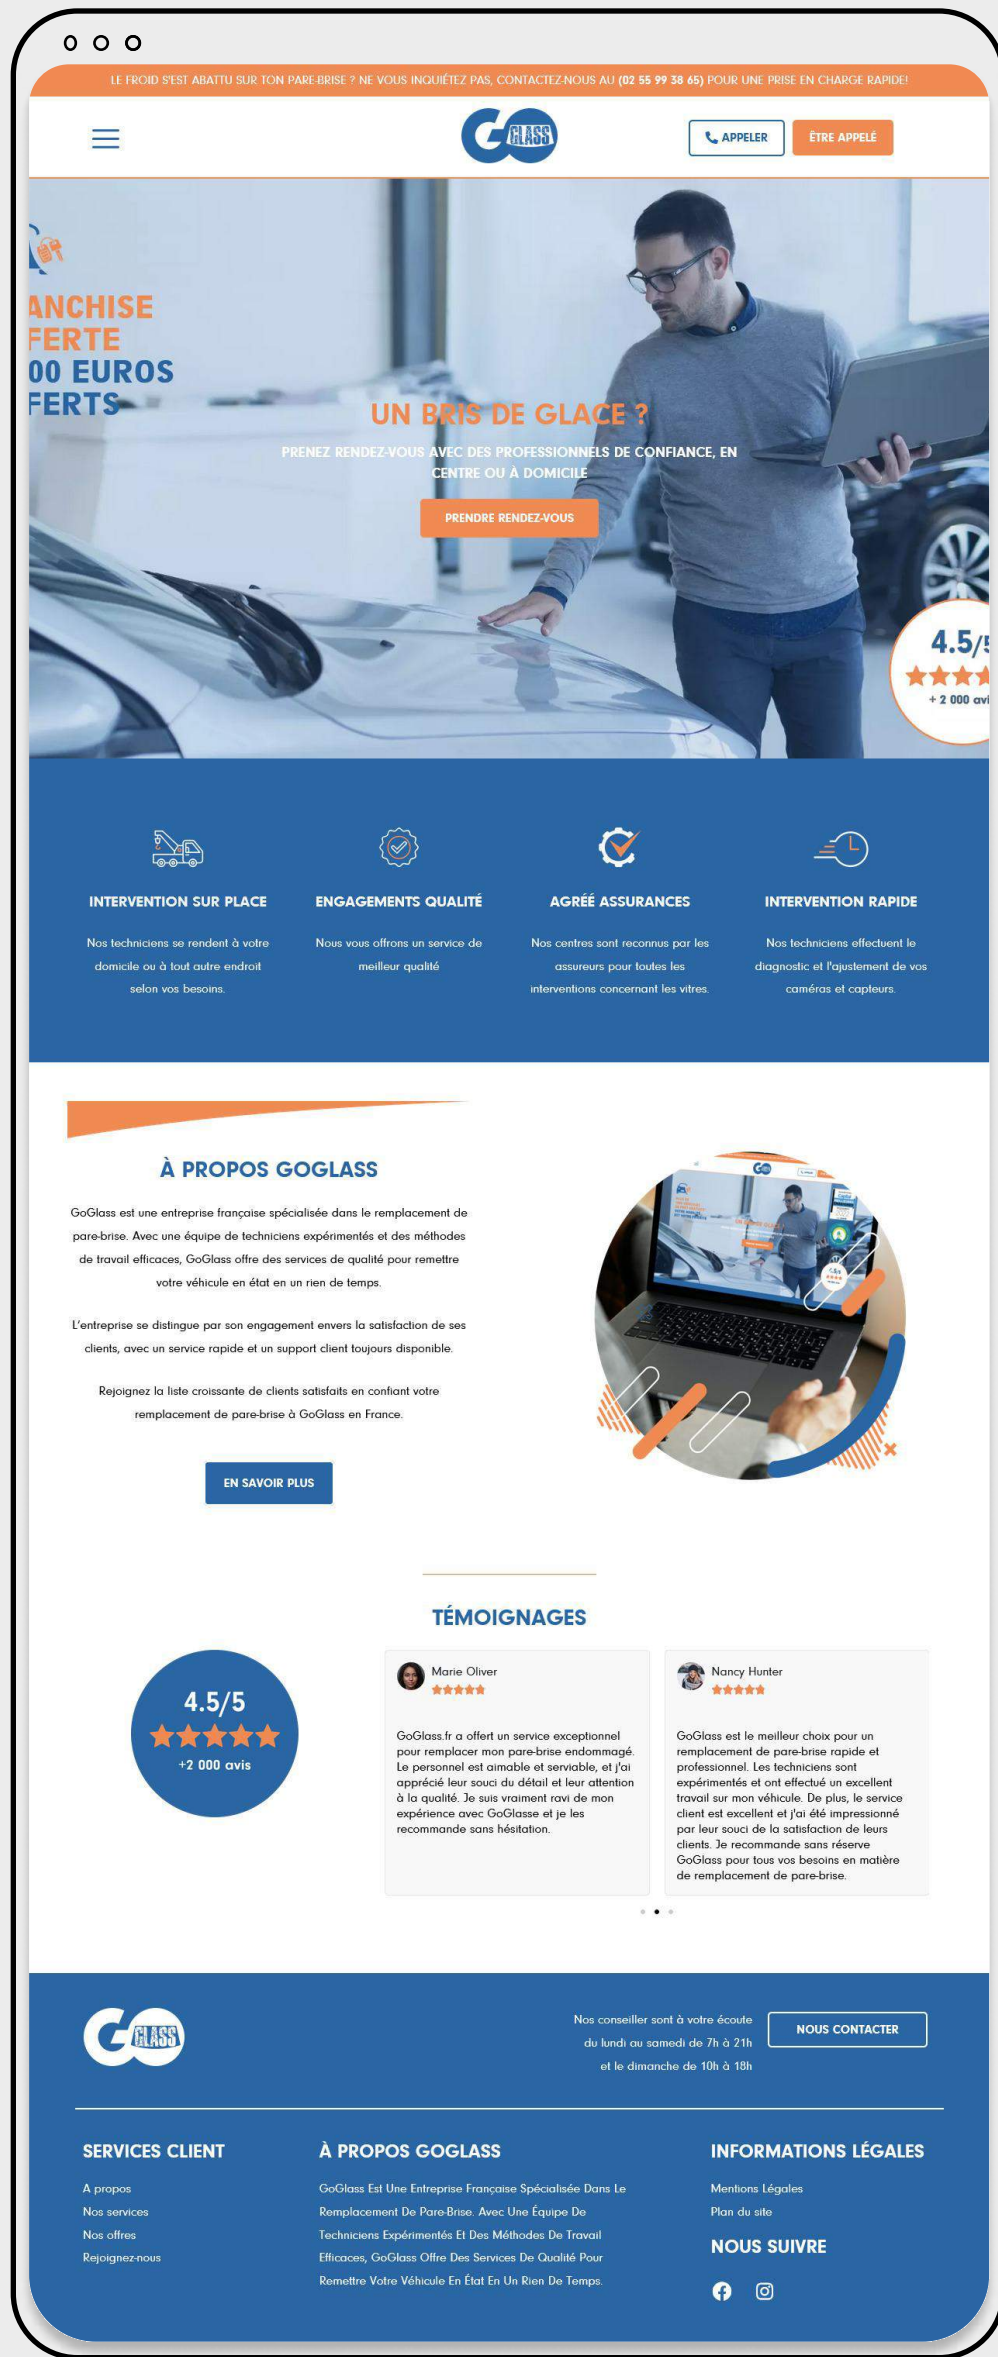 LE FROID S'EST ABATTU SUR TON PARE-BRISE ? NE VOUS INQUIÉTEZ PAS, CONTACTEZ-NOUS AU (02 55 99 38 65) POUR UNE PRISE EN CHARGE RAPIDE!
GO GLASS
APPELER
ÊTRE APPELÉ
ANCHISE
FERTE
00 EUROS
FERTS
UN BRIS DE GLACE ?
PRENEZ RENDEZ-VOUS AVEC DES PROFESSIONNELS DE CONFIANCE, EN
CENTRE OU À DOMICILE
PRENDRE RENDEZ-VOUS
4.5/5
+ 2 000 avi
INTERVENTION SUR PLACE
Nos techniciens se rendent à votre
domicile ou à tout autre endroit
selon vos besoins.
ENGAGEMENTS QUALITÉ
Nous vous offrons un service de
meilleur qualité
AGRÉÉ ASSURANCES
Nos centres sont reconnus par les
assureurs pour toutes les
interventions concernant les vitres.
INTERVENTION RAPIDE
Nos techniciens effectuent le
diagnostic et l'ajustement de vos
caméras et capteurs.
À PROPOS GOGLASS
GoGlass est une entreprise française spécialisée dans le remplacement de
pare-brise. Avec une équipe de techniciens expérimentés et des méthodes
de travail efficaces, GoGlass offre des services de qualité pour remettre
votre véhicule en état en un rien de temps.
L'entreprise se distingue par son engagement envers la satisfaction de ses
clients, avec un service rapide et un support client toujours disponible.
Rejoignez la liste croissante de clients satisfaits en confiant votre
remplacement de pare-brise à GoGlass en France.
EN SAVOIR PLUS
TÉMOIGNAGES
4.5/5
+2 000 avis
Marie Oliver
GoGlass.fr a offert un service exceptionnel
pour remplacer mon pare-brise endommagé.
Le personnel est aimable et serviable, et j'ai
apprécié leur souci du détail et leur attention
à la qualité. Je suis vraiment ravi de mon
expérience avec GoGlasse et je les
recommande sans hésitation.
Nancy Hunter
GoGlass est le meilleur choix pour un
remplacement de pare-brise rapide et
professionnel. Les techniciens sont
expérimentés et ont effectué un excellent
travail sur mon véhicule. De plus, le service
client est excellent et j'ai été impressionné
par leur souci de la satisfaction de leurs
clients. Je recommande sans réserve
GoGlass pour tous vos besoins en matière
de remplacement de pare-brise.
GO GLASS
Nos conseiller sont à votre écoute
du lundi au samedi de 7h à 21h
et le dimanche de 10h à 18h
NOUS CONTACTER
SERVICES CLIENT
A propos
Nos services
Nos offres
Rejoignez-nous
À PROPOS GOGLASS
GoGlass Est Une Entreprise Française Spécialisée Dans Le
Remplacement De Pare-Brise. Avec Une Équipe De
Techniciens Expérimentés Et Des Méthodes De Travail
Efficaces, GoGlass Offre Des Services De Qualité Pour
Remettre Votre Véhicule En État En Un Rien De Temps.
INFORMATIONS LÉGALES
Mentions Légales
Plan du site
NOUS SUIVRE